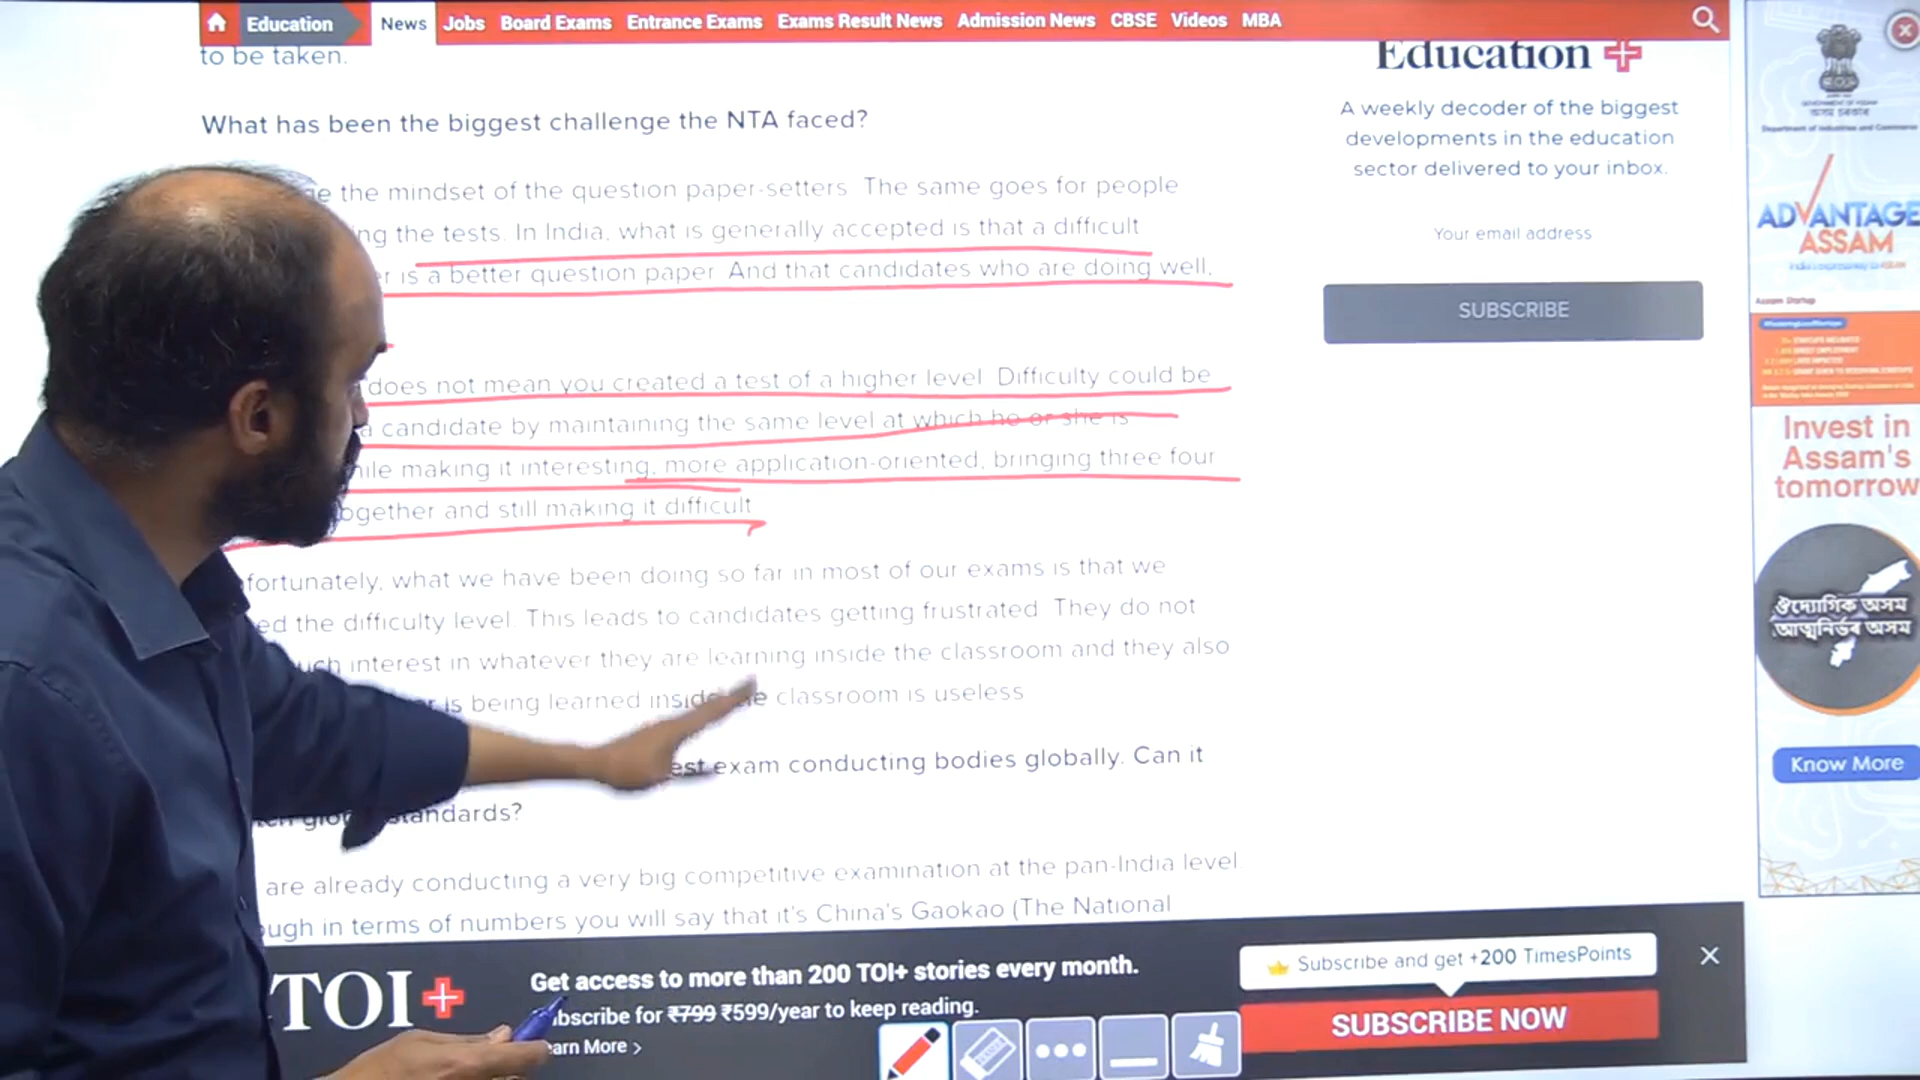 Education News Jobs Board Exams Entrance Exams Exams Result News Admission News CBSE Videos MBA
to be taken.
What has been the biggest challenge the NTA faced?
the mindset of the question paper-setters. The same goes for people
the tests. In India, what is generally accepted is that a difficult
is a better question paper. And that candidates who are doing well,
does not mean you created a test of a higher level. Difficulty could be
candidate by maintaining the same level at which he or she is
making it interesting, more application-oriented, bringing three four
together and still making it difficult
fortunately, what we have been doing so far in most of our exams is that we
the difficulty level. This leads to candidates getting frustrated. They do not
interest in whatever they are learning inside the classroom and they also
is being learned inside the classroom is useless
exam conducting bodies globally. Can it
standards?
are already conducting a very big competitive examination at the pan-India level.
in terms of numbers you will say that it's China's Gaokao (The National
Education +
A weekly decoder of the biggest
developments in the education
sector delivered to your inbox.
Your email address
SUBSCRIBE
Department of Industries and Commerce
ADVANTAGE
ASSAM
Assam Startup
Invest in
Assam's
tomorrow
ঔদ্যোগিক অসম
আত্মনিৰ্ভৰ অসম
Know More
TOI+
Get access to more than 200 TOI+ stories every month.
Subscribe for ₹799 ₹599/year to keep reading.
Learn More >
Subscribe and get +200 TimesPoints
SUBSCRIBE NOW